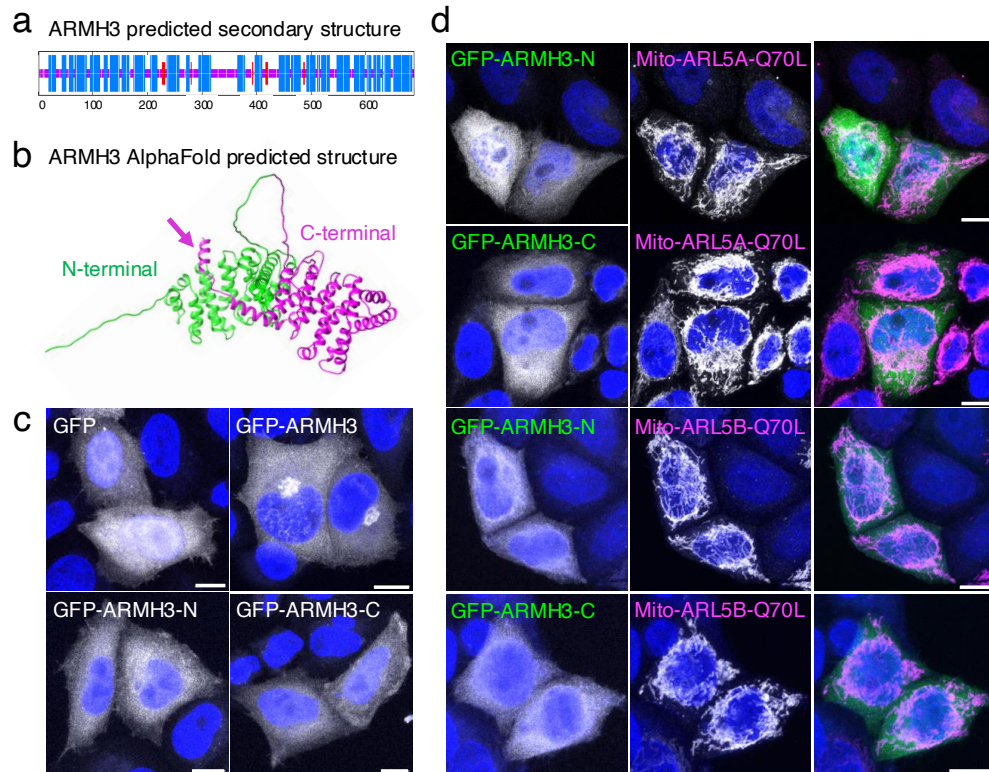 a ARMH3 predicted secondary structure
0 100 200 300 400 500 600
b ARMH3 AlphaFold predicted structure
C-terminal
N-terminal
c
GFP GFP-ARMH3
GFP-ARMH3-N GFP-ARMH3-C
d
GFP-ARMH3-N Mito-ARL5A-Q70L
GFP-ARMH3-C Mito-ARL5A-Q70L
GFP-ARMH3-N Mito-ARL5B-Q70L
GFP-ARMH3-C Mito-ARL5B-Q70L